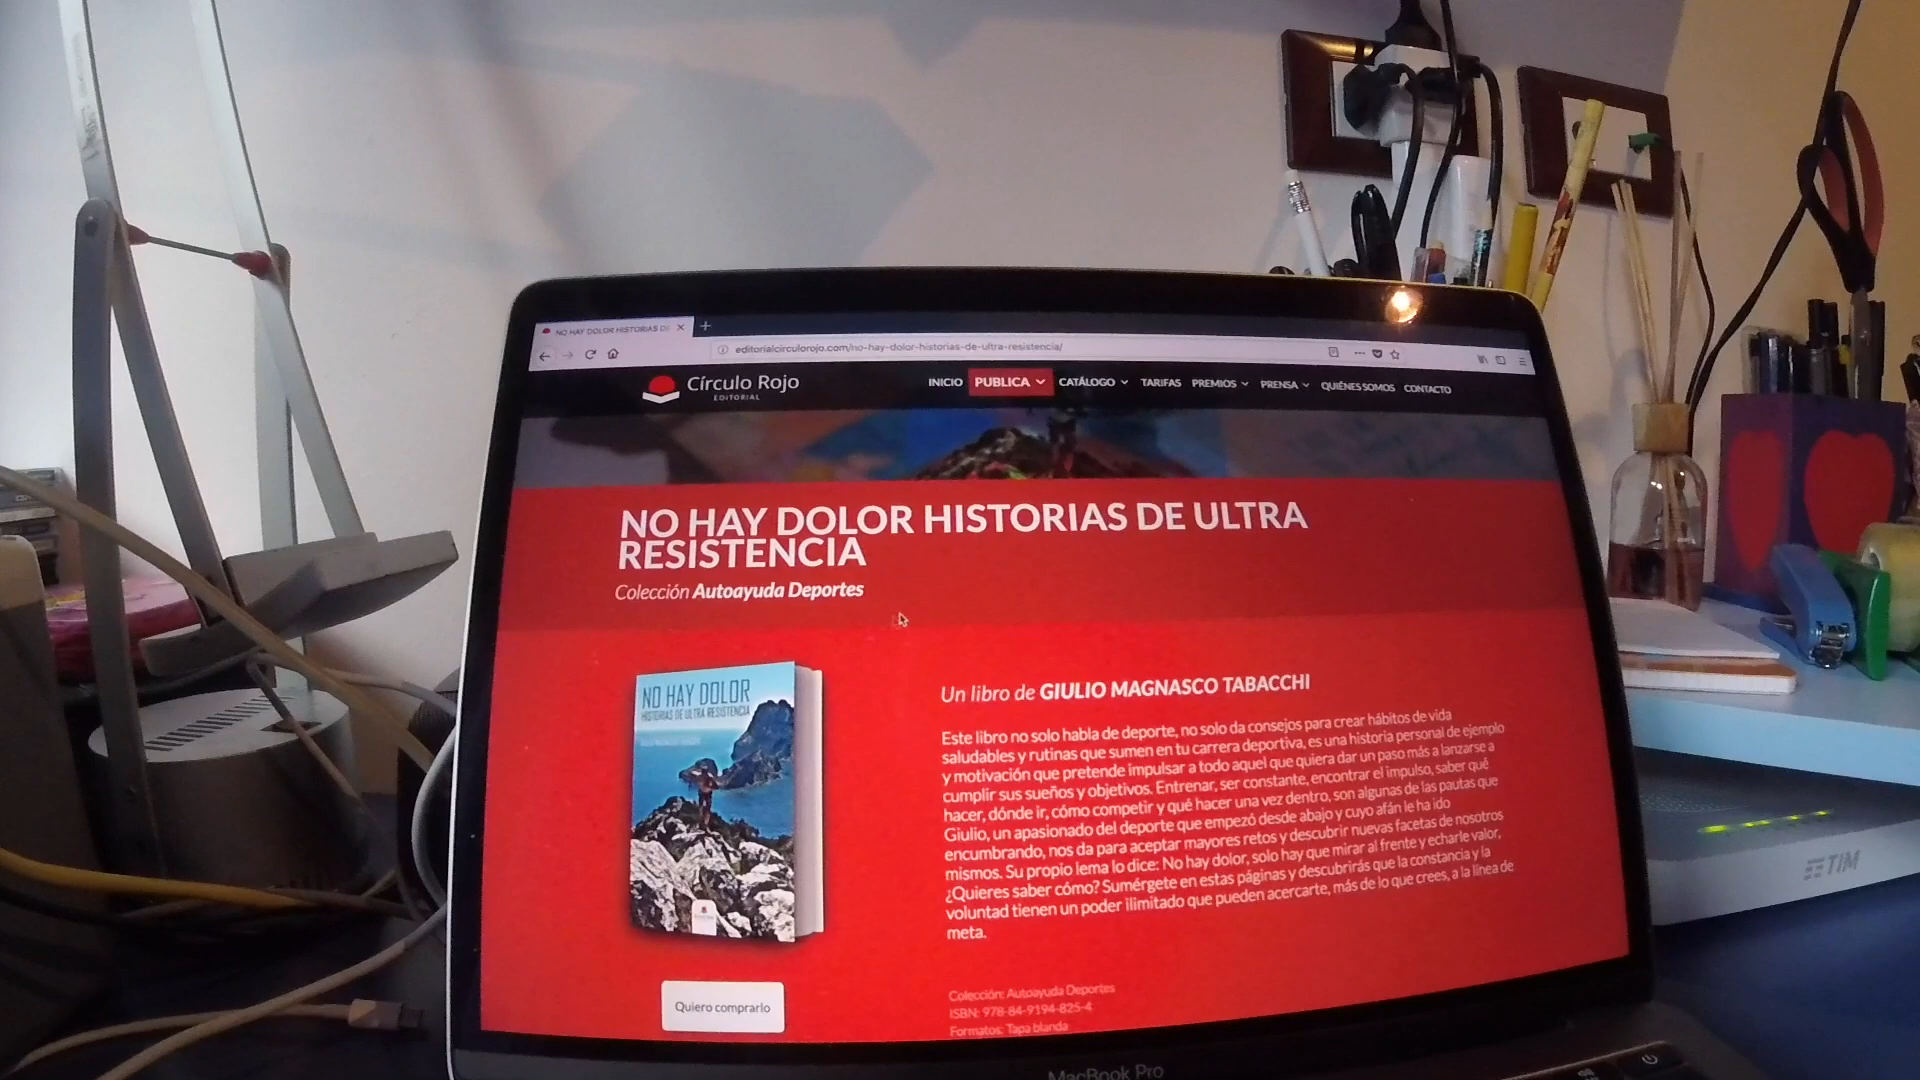 NO HAY DOLOR HISTORIAS DE
editorialcirculorojo.com/no-hay-dolor-historias-de-ultra-resistencia/
Círculo Rojo
EDITORIAL
INICIO PUBLICA CATÁLOGO TARIFAS PREMIOS PRENSA QUIÉNES SOMOS CONTACTO
NO HAY DOLOR HISTORIAS DE ULTRA
RESISTENCIA
Colección Autoayuda Deportes
NO HAY DOLOR
HISTORIAS DE ULTRA RESISTENCIA
Un libro de GIULIO MAGNASCO TABACCHI
Este libro no solo habla de deporte, no solo da consejos para crear hábitos de vida
saludables y rutinas que sumen en tu carrera deportiva, es una historia personal de ejemplo
y motivación que pretende impulsar a todo aquel que quiera dar un paso más a lanzarse a
cumplir sus sueños y objetivos. Entrenar, ser constante, encontrar el impulso, saber qué
hacer, dónde ir, cómo competir y qué hacer una vez dentro, son algunas de las pautas que
Giulio, un apasionado del deporte que empezó desde abajo y cuyo afán le ha ido
encumbrando, nos da para aceptar mayores retos y descubrir nuevas facetas de nosotros
mismos. Su propio lema lo dice: No hay dolor, solo hay que mirar al frente y echarle valor,
¿Quieres saber cómo? Sumérgete en estas páginas y descubrirás que la constancia y la
voluntad tienen un poder ilimitado que pueden acercarte, más de lo que crees, a la línea de
meta.
Quiero comprarlo
Colección: Autoayuda Deportes
ISBN: 978-84-9194-825-4
Formatos: Tapa blanda
MacBook Pro
TIM